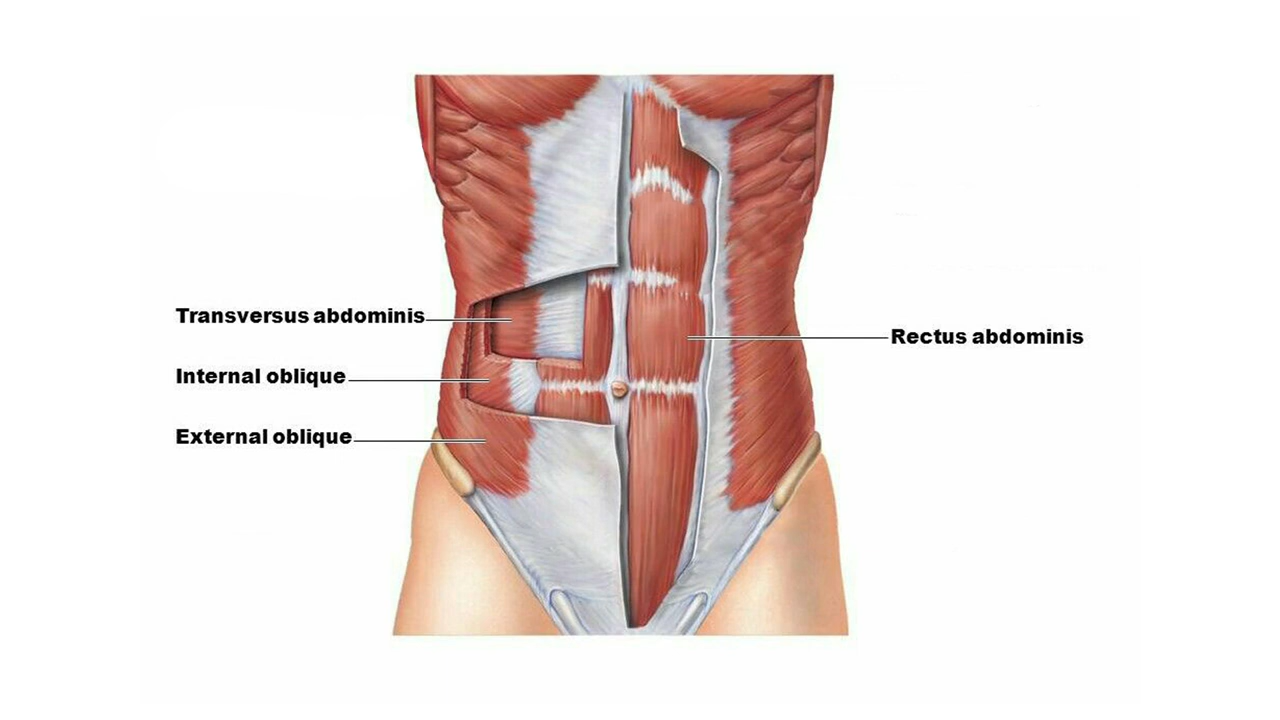 Transversus abdominis
Rectus abdominis
Internal oblique
External oblique